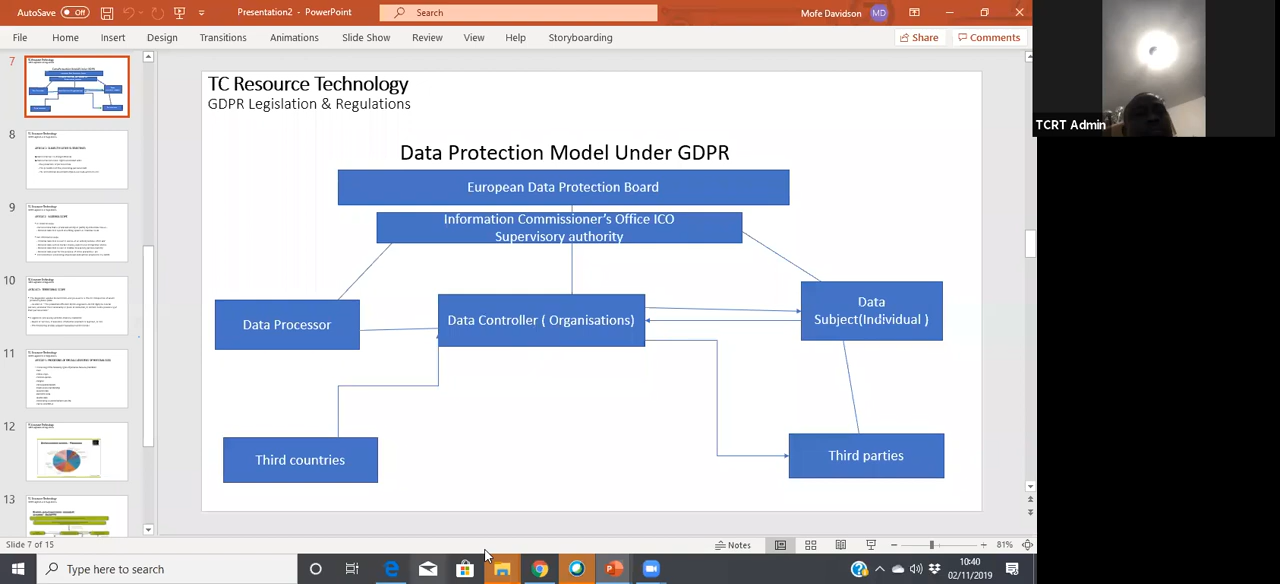 AutoSave Off
Presentation2 - PowerPoint
Search
Mofe Davidson
MD
File Home Insert Design Transitions Animations Slide Show Review View Help Storyboarding
Share Comments
TCRT Admin
7
8
9
10
11
12
13
TC Resource Technology
GDPR Legislation & Regulations
Data Protection Model Under GDPR
European Data Protection Board
Information Commissioner's Office ICO
Supervisory authority
Data Processor
Data Controller ( Organisations)
Data
Subject(Individual )
Third countries
Third parties
Slide 7 of 15
Notes
81%
Type here to search
10:40
02/11/2019